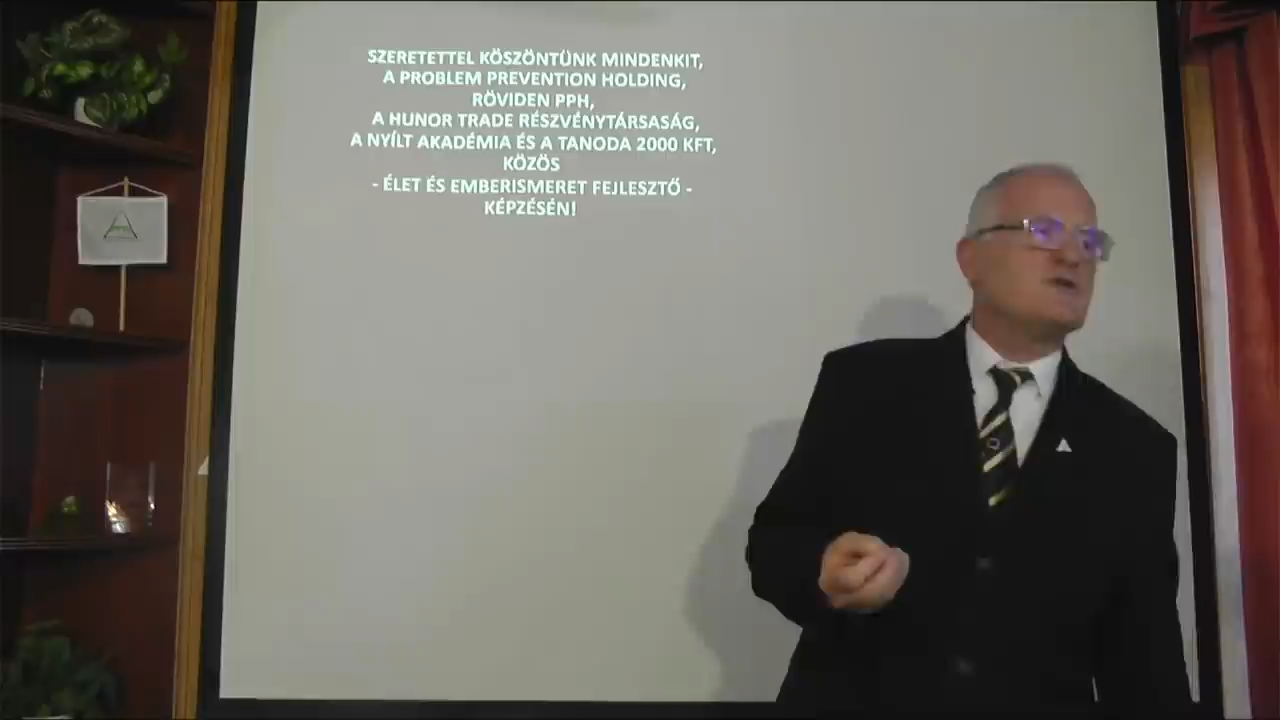 SZERETETTEL KÖSZÖNTÜNK MINDENKIT,
A PROBLEM PREVENTION HOLDING,
RÖVIDEN PPH,
A HUNOR TRADE RÉSZVÉNYTÁRSASÁG,
A NYÍLT AKADÉMIA ÉS A TANODA 2000 KFT,
KÖZÖS
- ÉLET ÉS EMBERISMERET FEJLESZTŐ -
KÉPZÉSÉN!